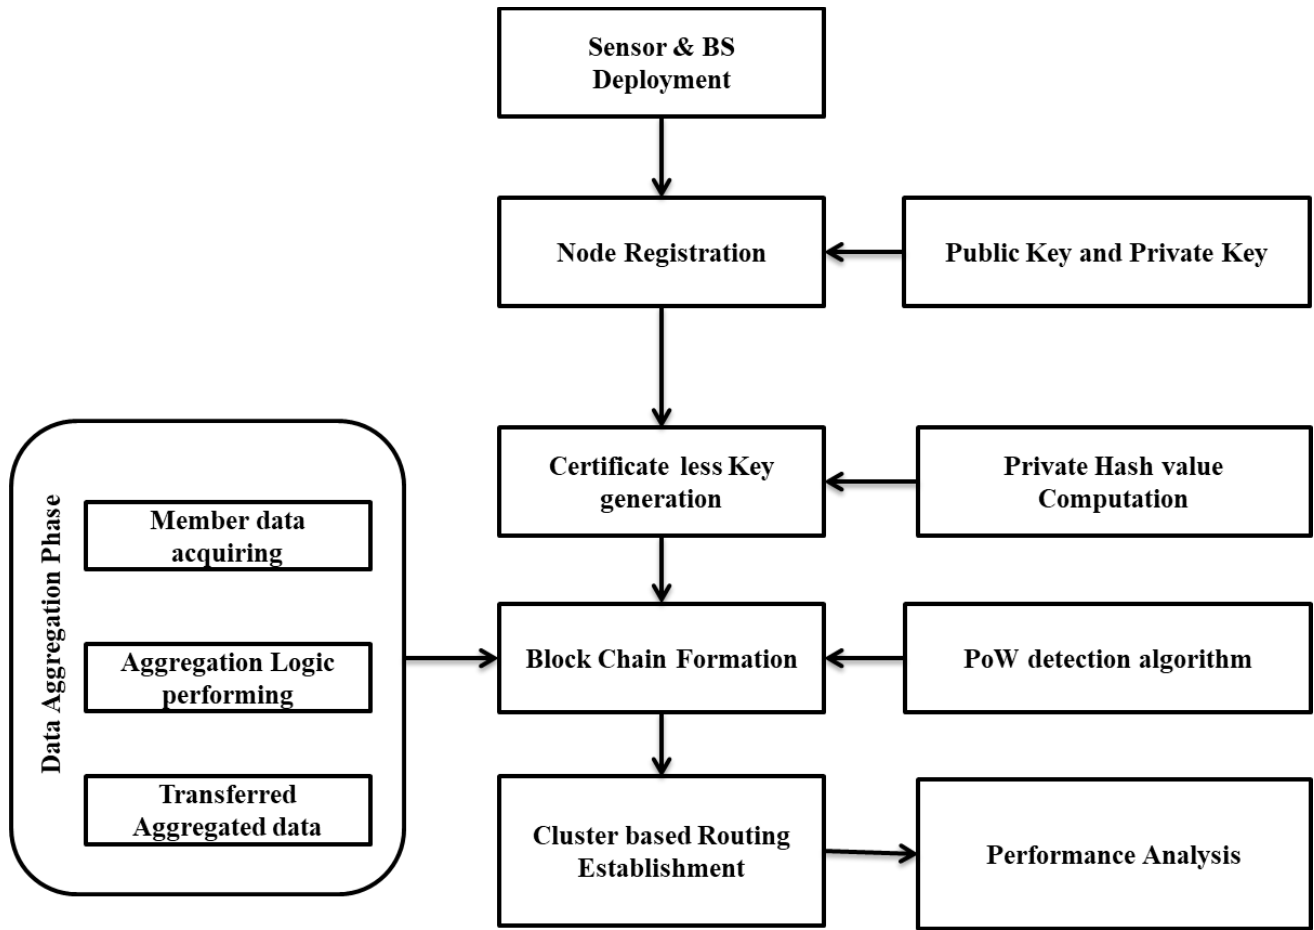 Sensor & BS
Deployment
Node Registration
Public Key and Private Key
Certificate less Key
generation
Private Hash value
Computation
Data Aggregation Phase
Member data
acquiring
Aggregation Logic
performing
Transferred
Aggregated data
Block Chain Formation
PoW detection algorithm
Cluster based Routing
Establishment
Performance Analysis